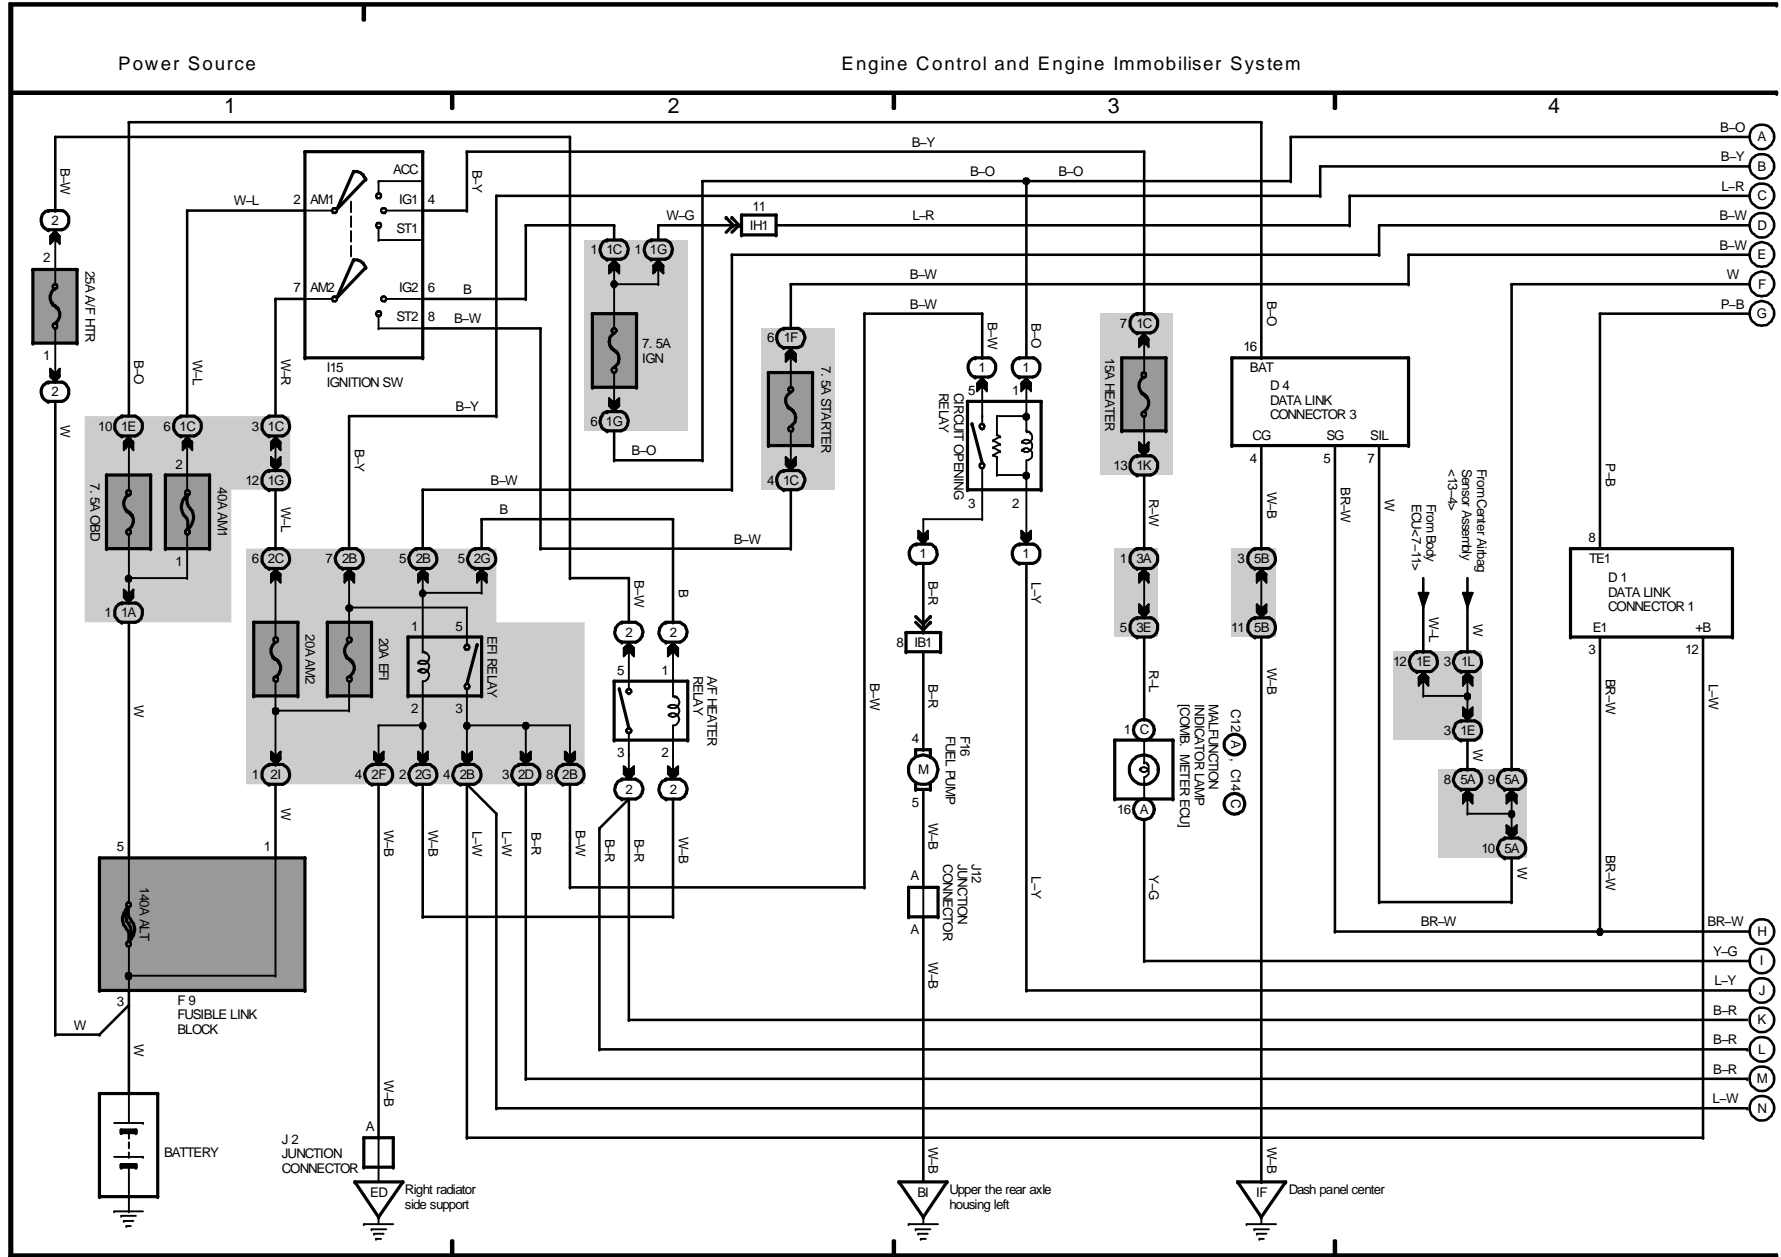 Power Source
Engine Control and Engine Immobiliser System
1
2
3
4
B–O
A
B–Y
B–Y
B
L–R
C
B–W
D
B–W
E
W
F
P–B
G
B–O
B–O
B–W
2
2
25A A/F HTR
1
2
W
W–L
2
AM1
ACC
IG1
4
ST1
7
AM2
IG2
6
ST2
8
B–Y
B
B–W
I15
IGNITION SW
W–G
11
IH1
L–R
1
1C
1
1G
7. 5A
IGN
6
1G
B–O
B–W
B–W
6
1F
7. 5A STARTER
4
1C
B–W
B–O
W–L
W–R
10
1E
6
1C
3
1C
2
7. 5A OBD
40A AM1
1
12
1G
W–L
1
1A
B–Y
B–Y
B–W
B
6
2C
7
2B
5
2B
5
2G
20A AM2
20A EFI
1
5
EFI RELAY
2
3
1
2I
4
2F
2
2G
4
2B
3
2D
8
2B
W
W
W–B
W–B
L–W
L–W
B–R
B–W
B–W
B
2
2
5
1
A/F HEATER
RELAY
3
2
2
2
B–R
B–R
W–B
B–W
B–W
B–O
1
1
5
1
CIRCUIT OPENING
RELAY
3
2
1
1
B–R
L–Y
8
IB1
B–R
4
M
F16
FUEL PUMP
5
W–B
A
J12
JUNCTION
CONNECTOR
A
W–B
L–Y
7
1C
15A HEATER
13
1K
R–W
1
3A
5
3E
R–L
1
C
16
A
C12
A
, C14
C
MALFUNCTION
INDICATOR LAMP
[COMB. METER ECU]
Y–G
B–O
16
BAT
D 4
DATA LINK
CONNECTOR 3
CG
SG
SIL
4
5
7
W–B
BR–W
W
3
5B
11
5B
W–B
From Center Airbag
Sensor Assembly
<13–4>
From Body
ECU<7–11>
W–L
W
12
1E
3
1L
3
1E
W
8
5A
9
5A
10
5A
W
P–B
8
TE1
D 1
DATA LINK
CONNECTOR 1
E1
+B
3
12
BR–W
L–W
BR–W
BR–W
BR–W
H
Y–G
I
L–Y
J
B–R
K
B–R
L
B–R
M
L–W
N
5
1
140A ALT
3
F 9
FUSIBLE LINK
BLOCK
W
W
BATTERY
W–B
A
J 2
JUNCTION
CONNECTOR
ED
Right radiator
side support
W–B
BI
Upper the rear axle
housing left
W–B
IF
Dash panel center